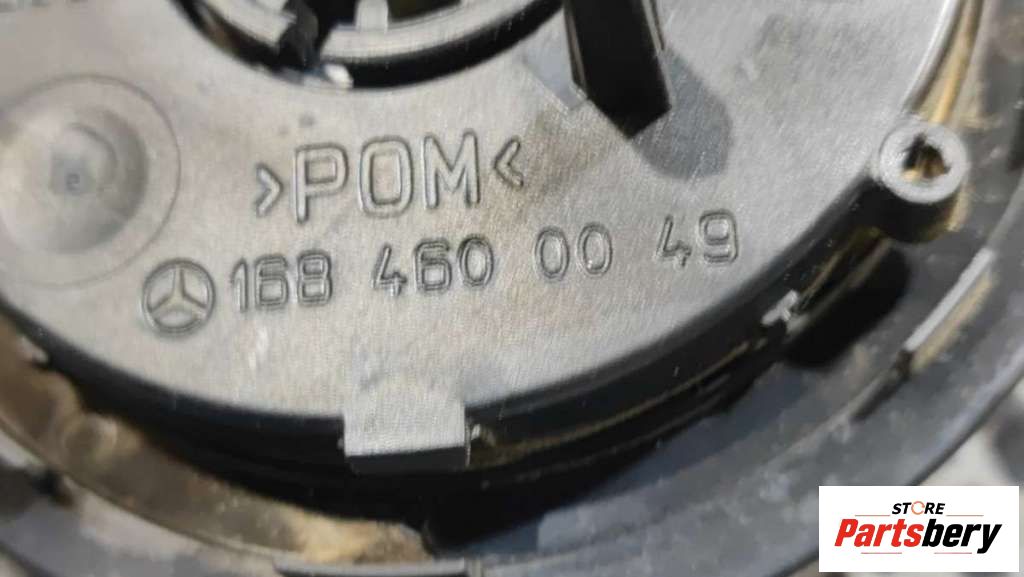 >POM<
168 460 00 49
STORE
Partsbery